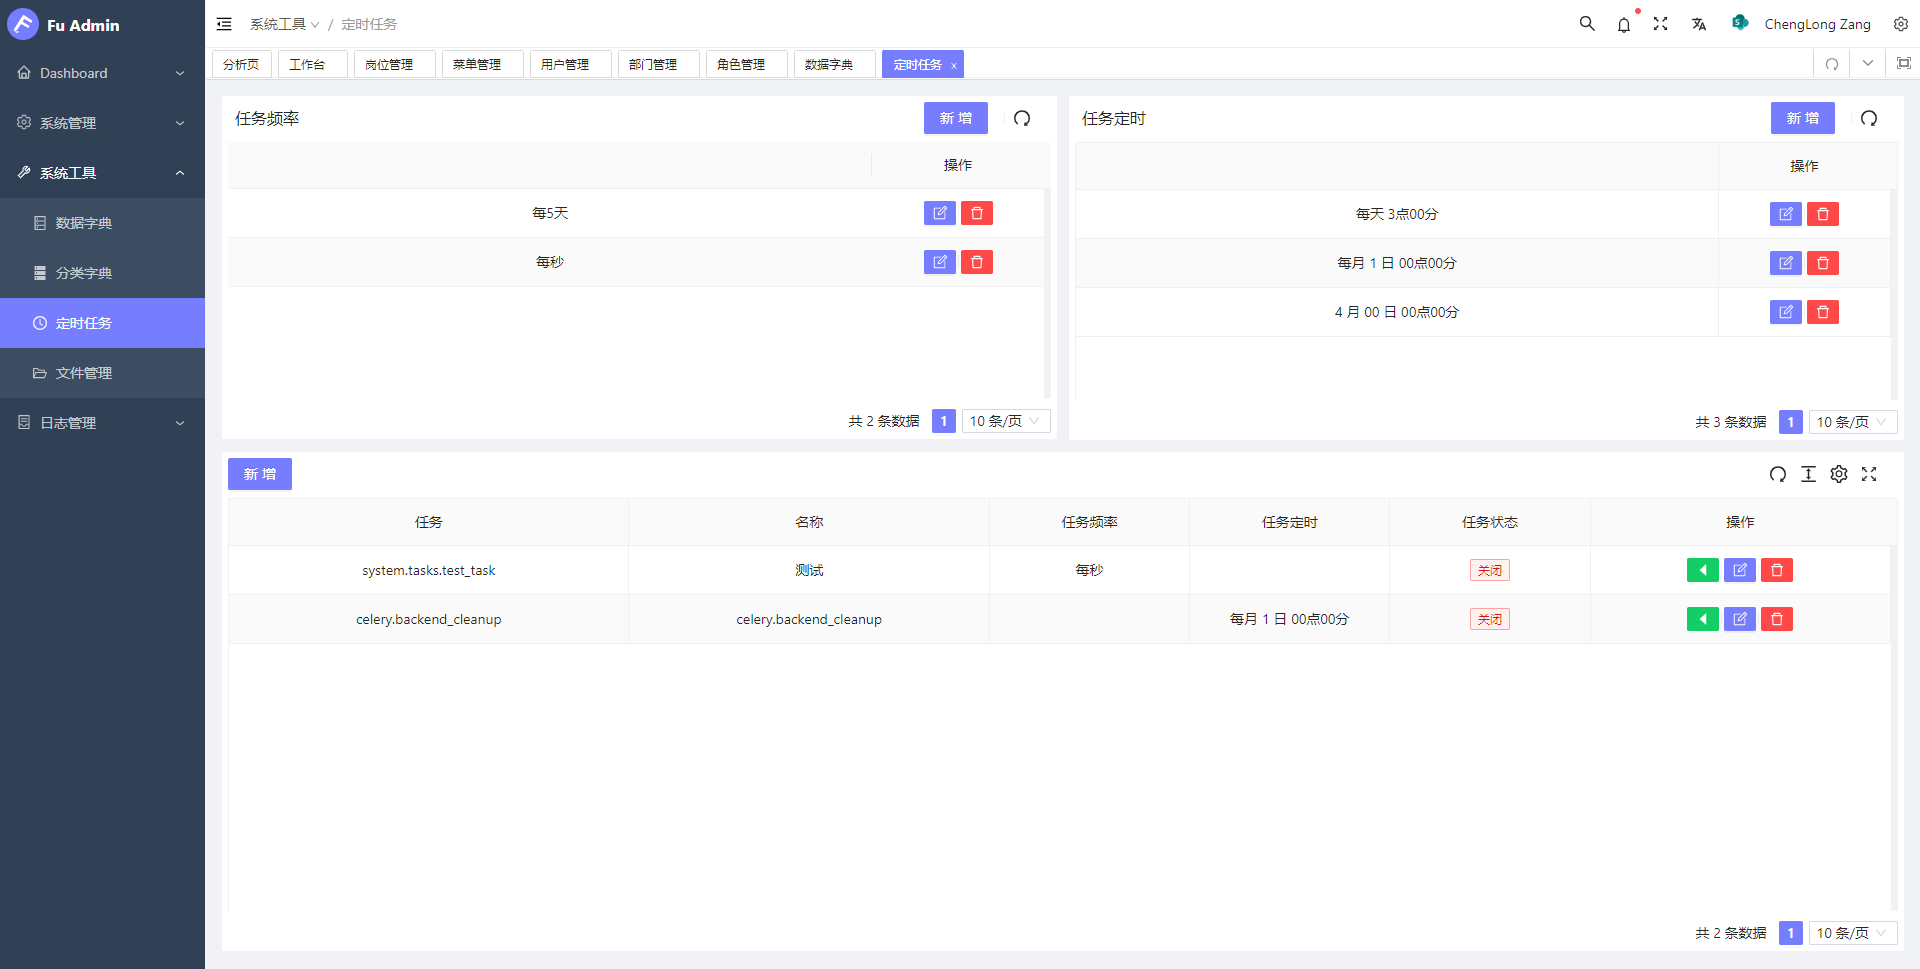 Fu Admin
Dashboard
系统管理
系统工具
数据字典
分类字典
定时任务
文件管理
日志管理
系统工具 / 定时任务
ChengLong Zang
分析页 工作台 岗位管理 菜单管理 用户管理 部门管理 角色管理 数据字典 定时任务 x
任务频率 新 增
操作
每5天
每秒
共 2 条数据 1 10 条/页
任务定时 新 增
操作
每天 3点00分
每月 1 日 00点00分
4 月 00 日 00点00分
共 3 条数据 1 10 条/页
新 增
任务 名称 任务频率 任务定时 任务状态 操作
system.tasks.test_task 测试 每秒 关闭
celery.backend_cleanup celery.backend_cleanup 每月 1 日 00点00分 关闭
共 2 条数据 1 10 条/页